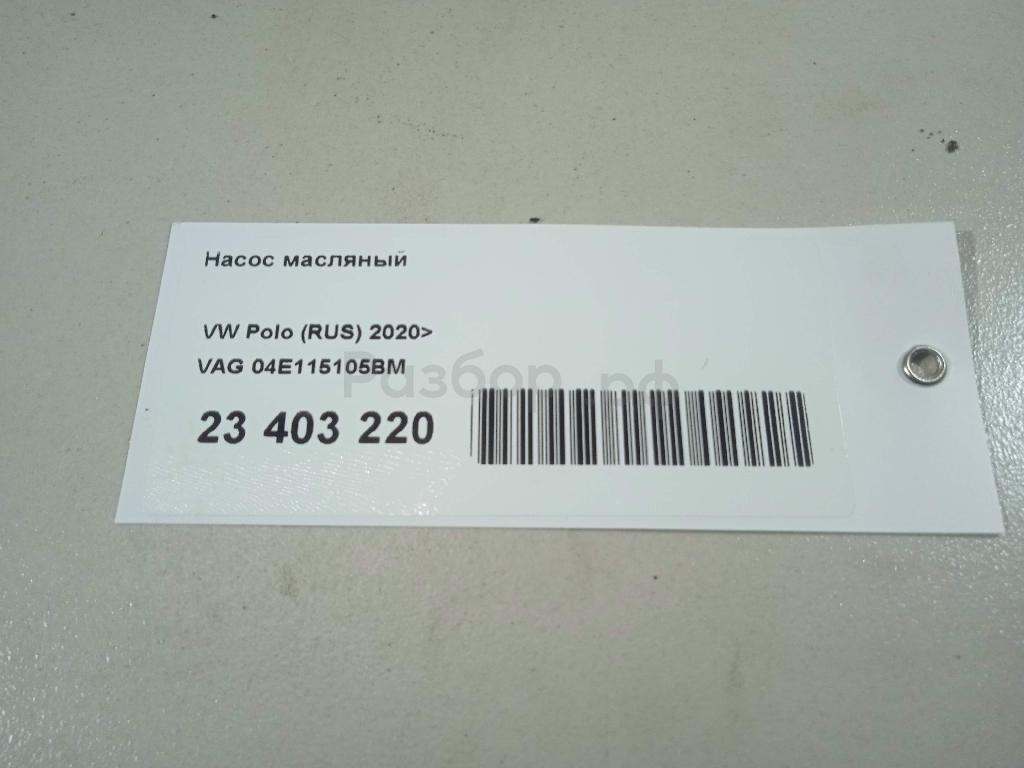 Насос масляный
VW Polo (RUS) 2020>
VAG 04E115105BM
Разбор.рф
23 403 220